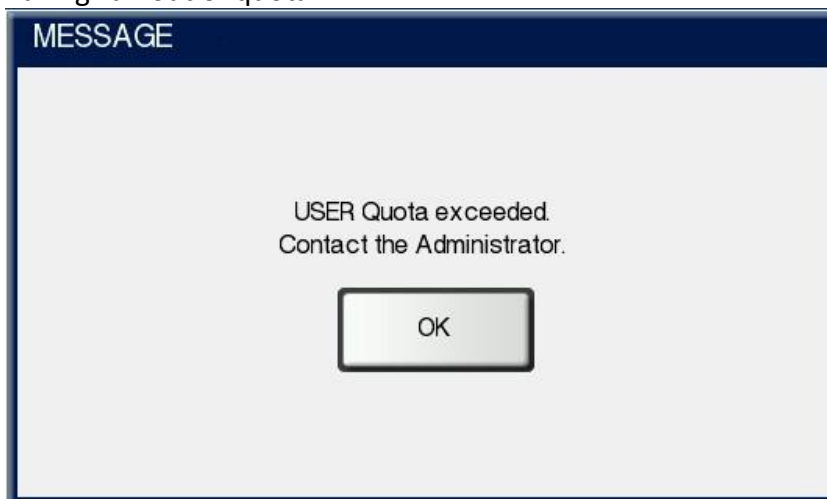 MESSAGE
USER Quota exceeded.
Contact the Administrator.
OK